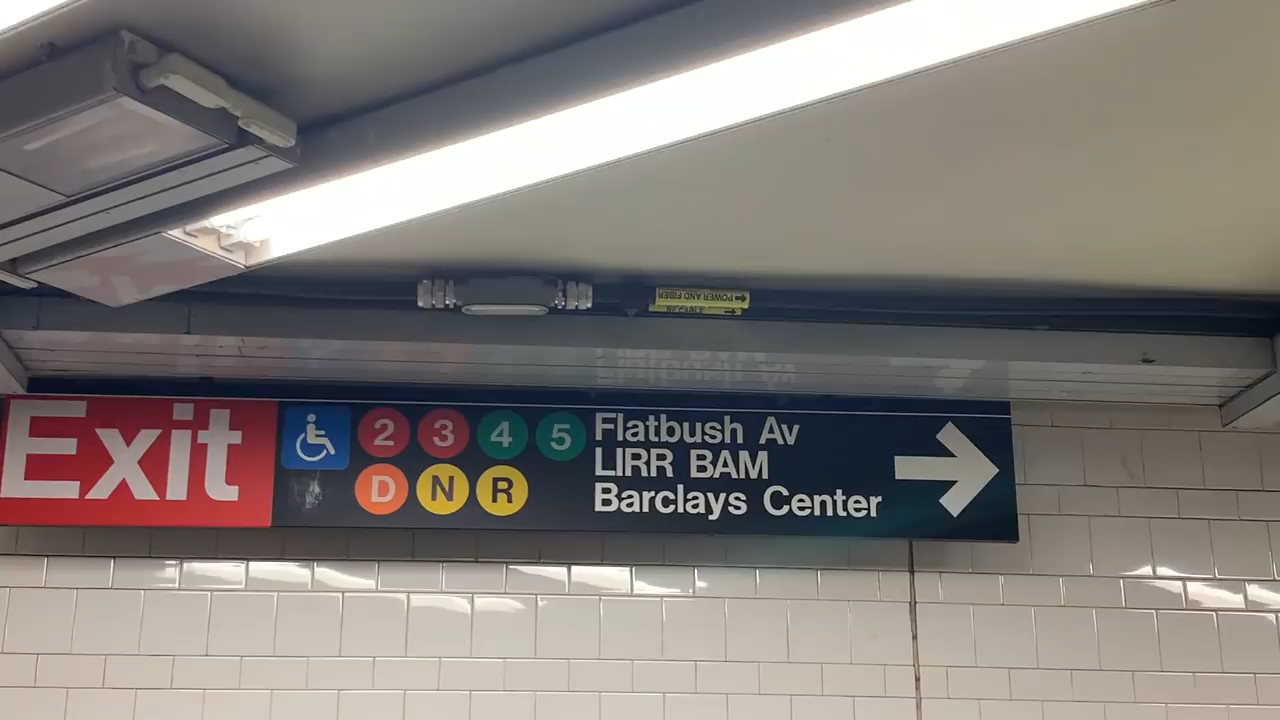 POWER AND FIBER
Exit
2 3 4 5
D N R
Flatbush Av
LIRR BAM
Barclays Center